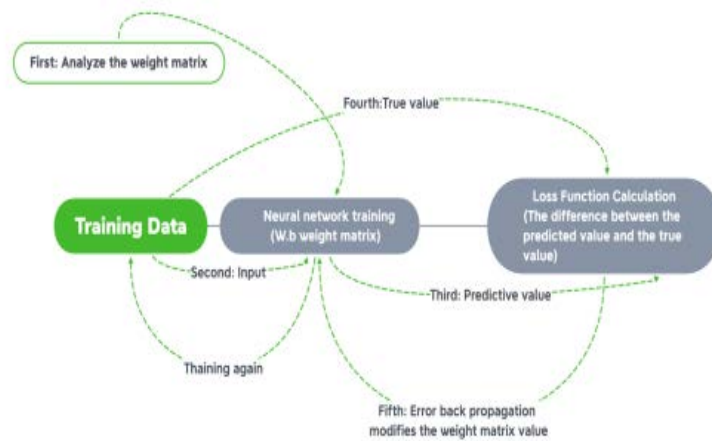 First: Analyze the weight matrix
Fourth:True value
Training Data
Neural network training
(W.b weight matrix)
Loss Function Calculation
(The difference between the
predicted value and the true
value)
Second: Input
Third: Predictive value
Thaining again
Fifth: Error back propagation
modifies the weight matrix value